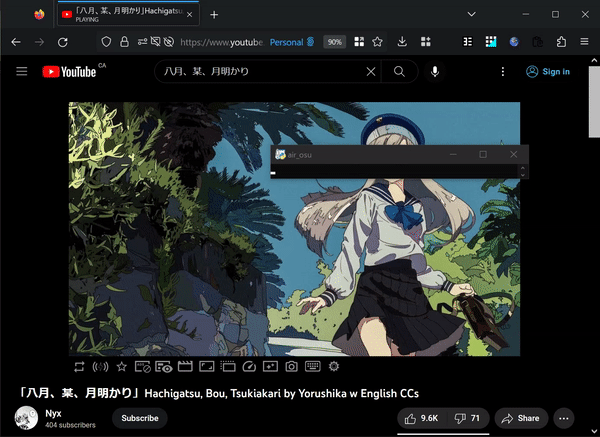 「八月、某、月明かり」Hachigatsu
PLAYING
https://www.youtube.
Personal
90%
YouTube CA
八月、某、月明かり
Sign in
air_osu
「八月、某、月明かり」Hachigatsu, Bou, Tsukiakari by Yorushika w English CCs
Nyx
404 subscribers
Subscribe
9.6K
71
Share